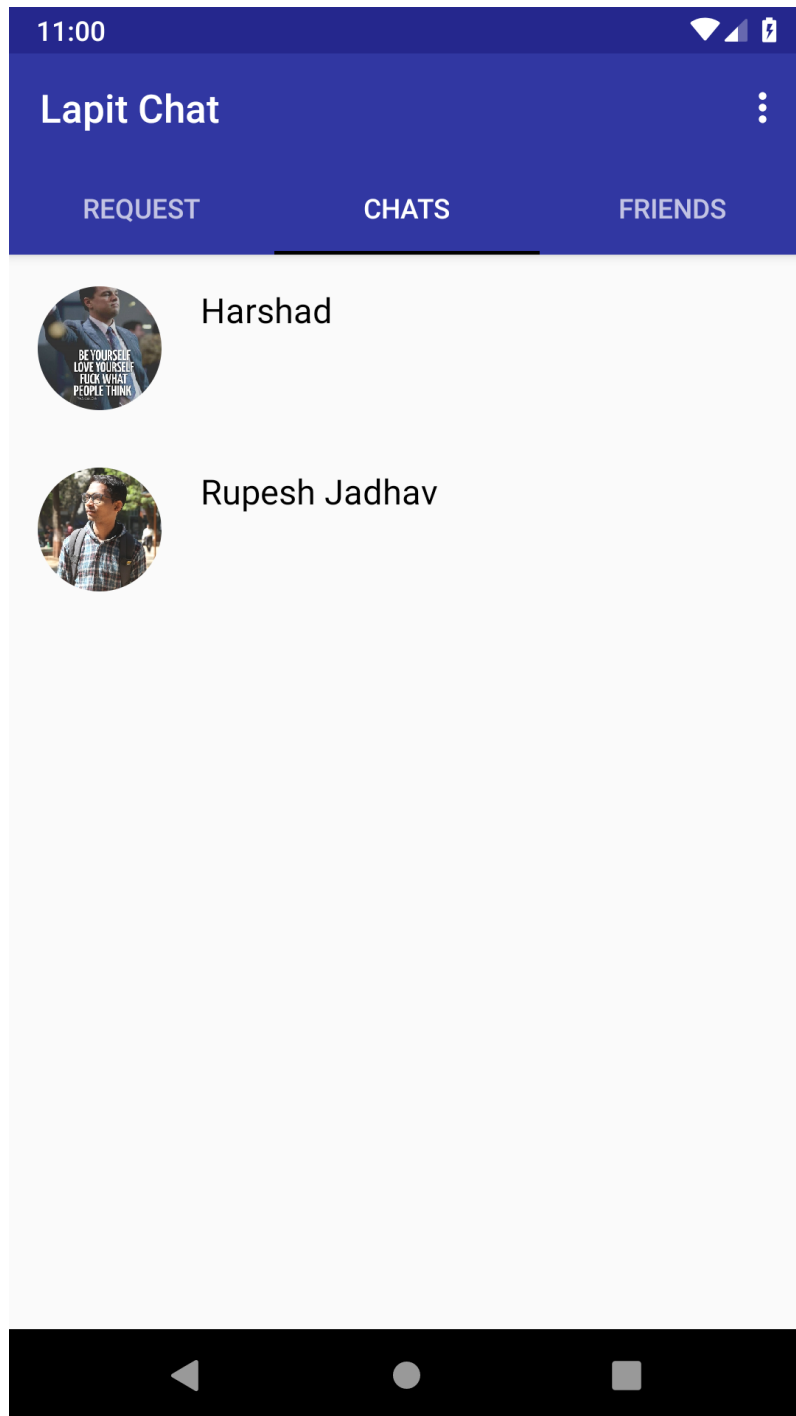 11:00
Lapit Chat
REQUEST
CHATS
FRIENDS
Harshad
BE YOURSELF
LOVE YOURSELF
FUCK WHAT
PEOPLE THINK
Rupesh Jadhav